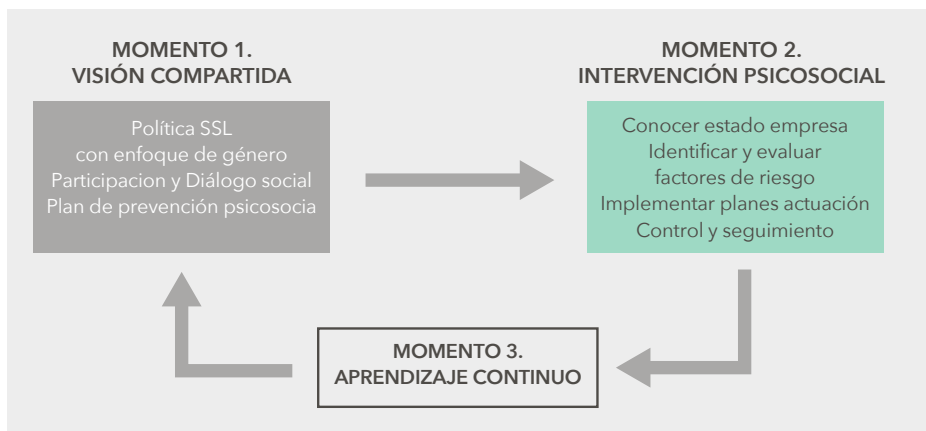 MOMENTO 1.
VISIÓN COMPARTIDA
Política SSL
con enfoque de género
Participacion y Diálogo social
Plan de prevención psicosocia
MOMENTO 2.
INTERVENCIÓN PSICOSOCIAL
Conocer estado empresa
Identificar y evaluar
factores de riesgo
Implementar planes actuación
Control y seguimiento
MOMENTO 3.
APRENDIZAJE CONTINUO